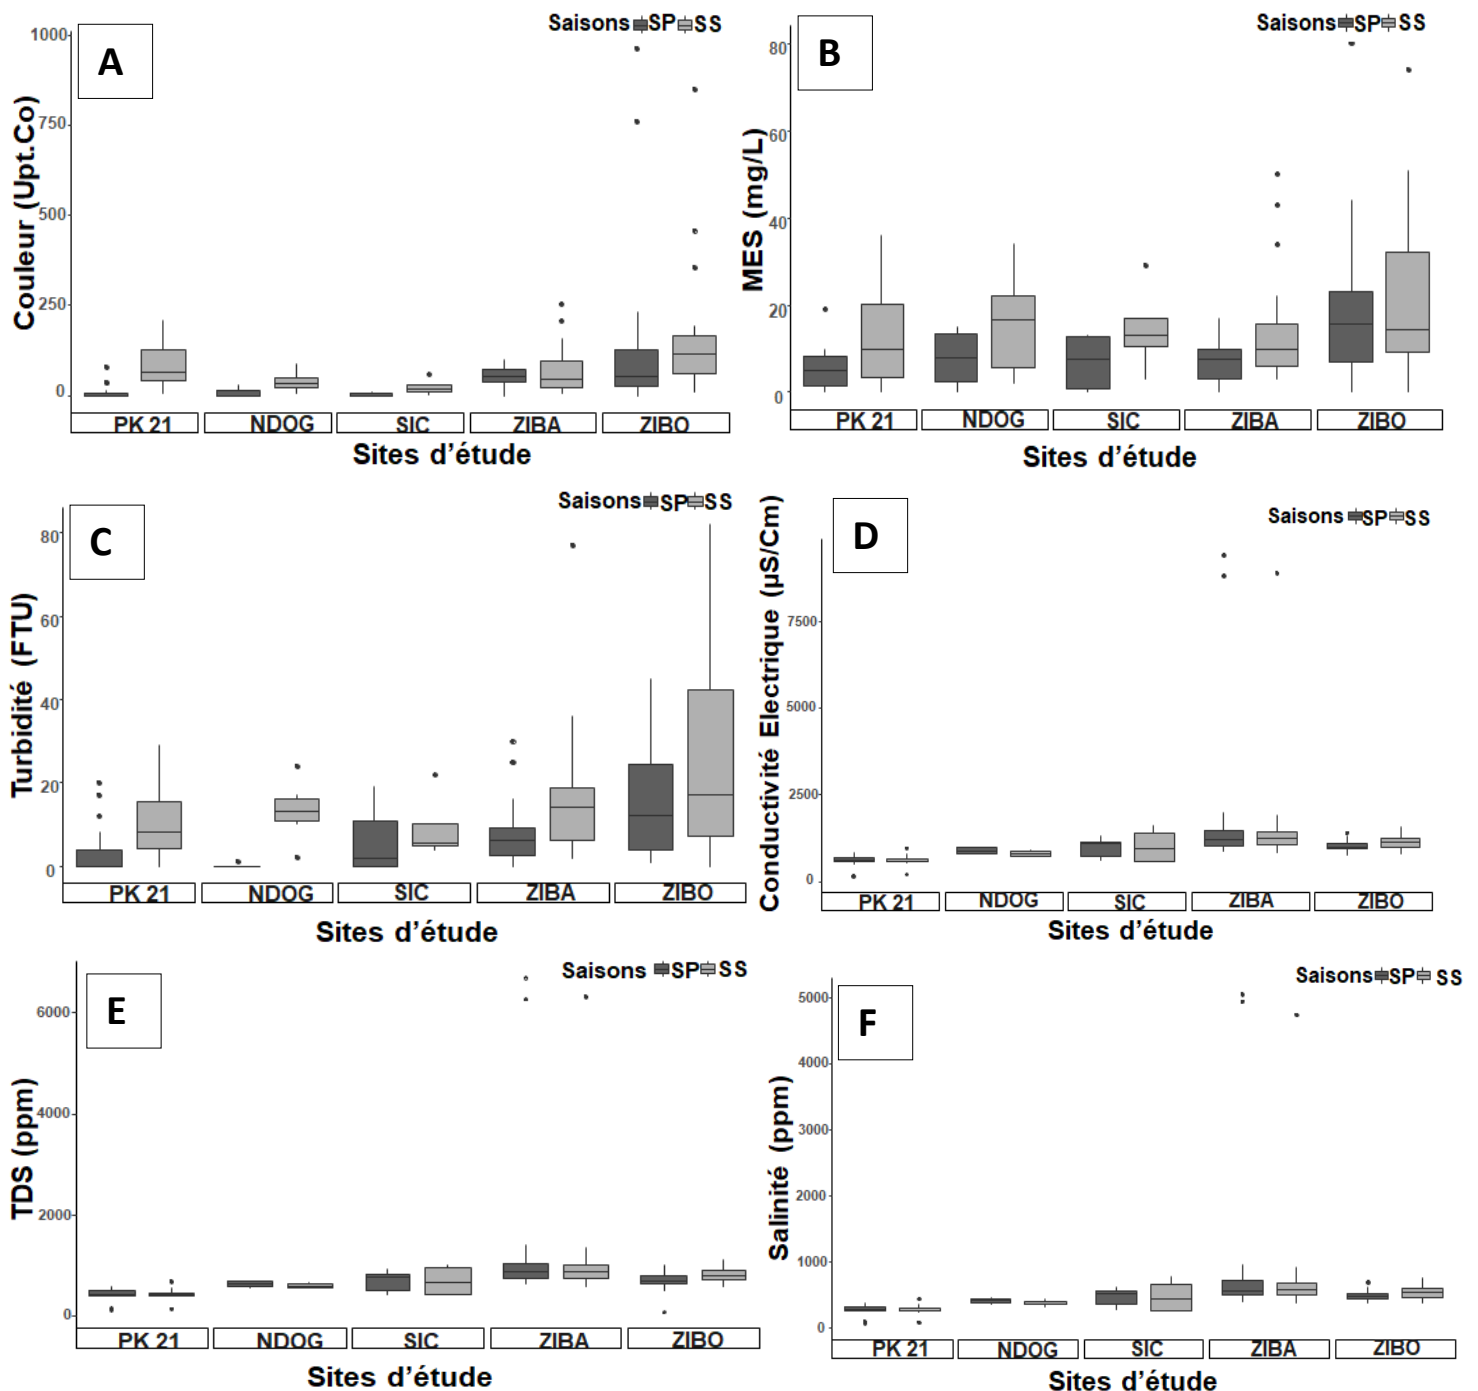 Saisons SP SS
A
1000
750
500
250
0
Couleur (Upt.Co)
PK 21 NDOG SIC ZIBA ZIBO
Sites d'étude
Saisons SP SS
B
80
60
40
20
0
MES (mg/L)
PK 21 NDOG SIC ZIBA ZIBO
Sites d'étude
Saisons SP SS
C
80
60
40
20
0
Turbidité (FTU)
PK 21 NDOG SIC ZIBA ZIBO
Sites d'étude
Saisons SP SS
D
7500
5000
2500
0
Conductivité Electrique (µS/Cm)
PK 21 NDOG SIC ZIBA ZIBO
Sites d'étude
Saisons SP SS
E
6000
4000
2000
0
TDS (ppm)
PK 21 NDOG SIC ZIBA ZIBO
Sites d'étude
Saisons SP SS
F
5000
4000
3000
2000
1000
0
Salinité (ppm)
PK 21 NDOG SIC ZIBA ZIBO
Sites d'étude